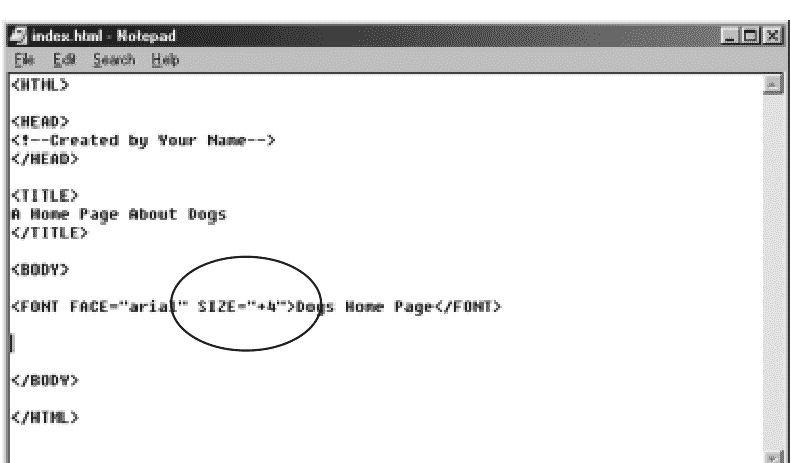 index.html - Notepad
File Edit Search Help
<HTML>
<HEAD>
<!--Created by Your Name-->
</HEAD>
<TITLE>
A Home Page About Dogs
</TITLE>
<BODY>
<FONT FACE="arial" SIZE="+4">Dogs Home Page</FONT>
</BODY>
</HTML>